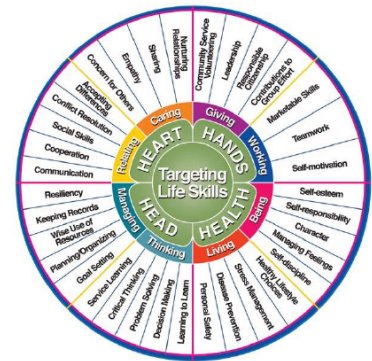 Targeting
Life Skills
HEART
HANDS
HEALTH
HEAD
Relating
Caring
Giving
Working
Being
Living
Thinking
Managing
Communication
Cooperation
Social Skills
Conflict Resolution
Accepting
Differences
Concern for Others
Empathy
Sharing
Nurturing
Relationships
Community Service
Volunteering
Leadership
Responsible
Citizenship
Contributions to
Group Effort
Marketable Skills
Teamwork
Self-motivation
Self-esteem
Self-responsibility
Character
Managing Feelings
Self-discipline
Healthy Lifestyle
Choices
Stress Management
Disease Prevention
Personal Safety
Learning to Learn
Decision Making
Problem Solving
Critical Thinking
Service Learning
Goal Setting
Planning/Organizing
Wise Use of
Resources
Keeping Records
Resiliency